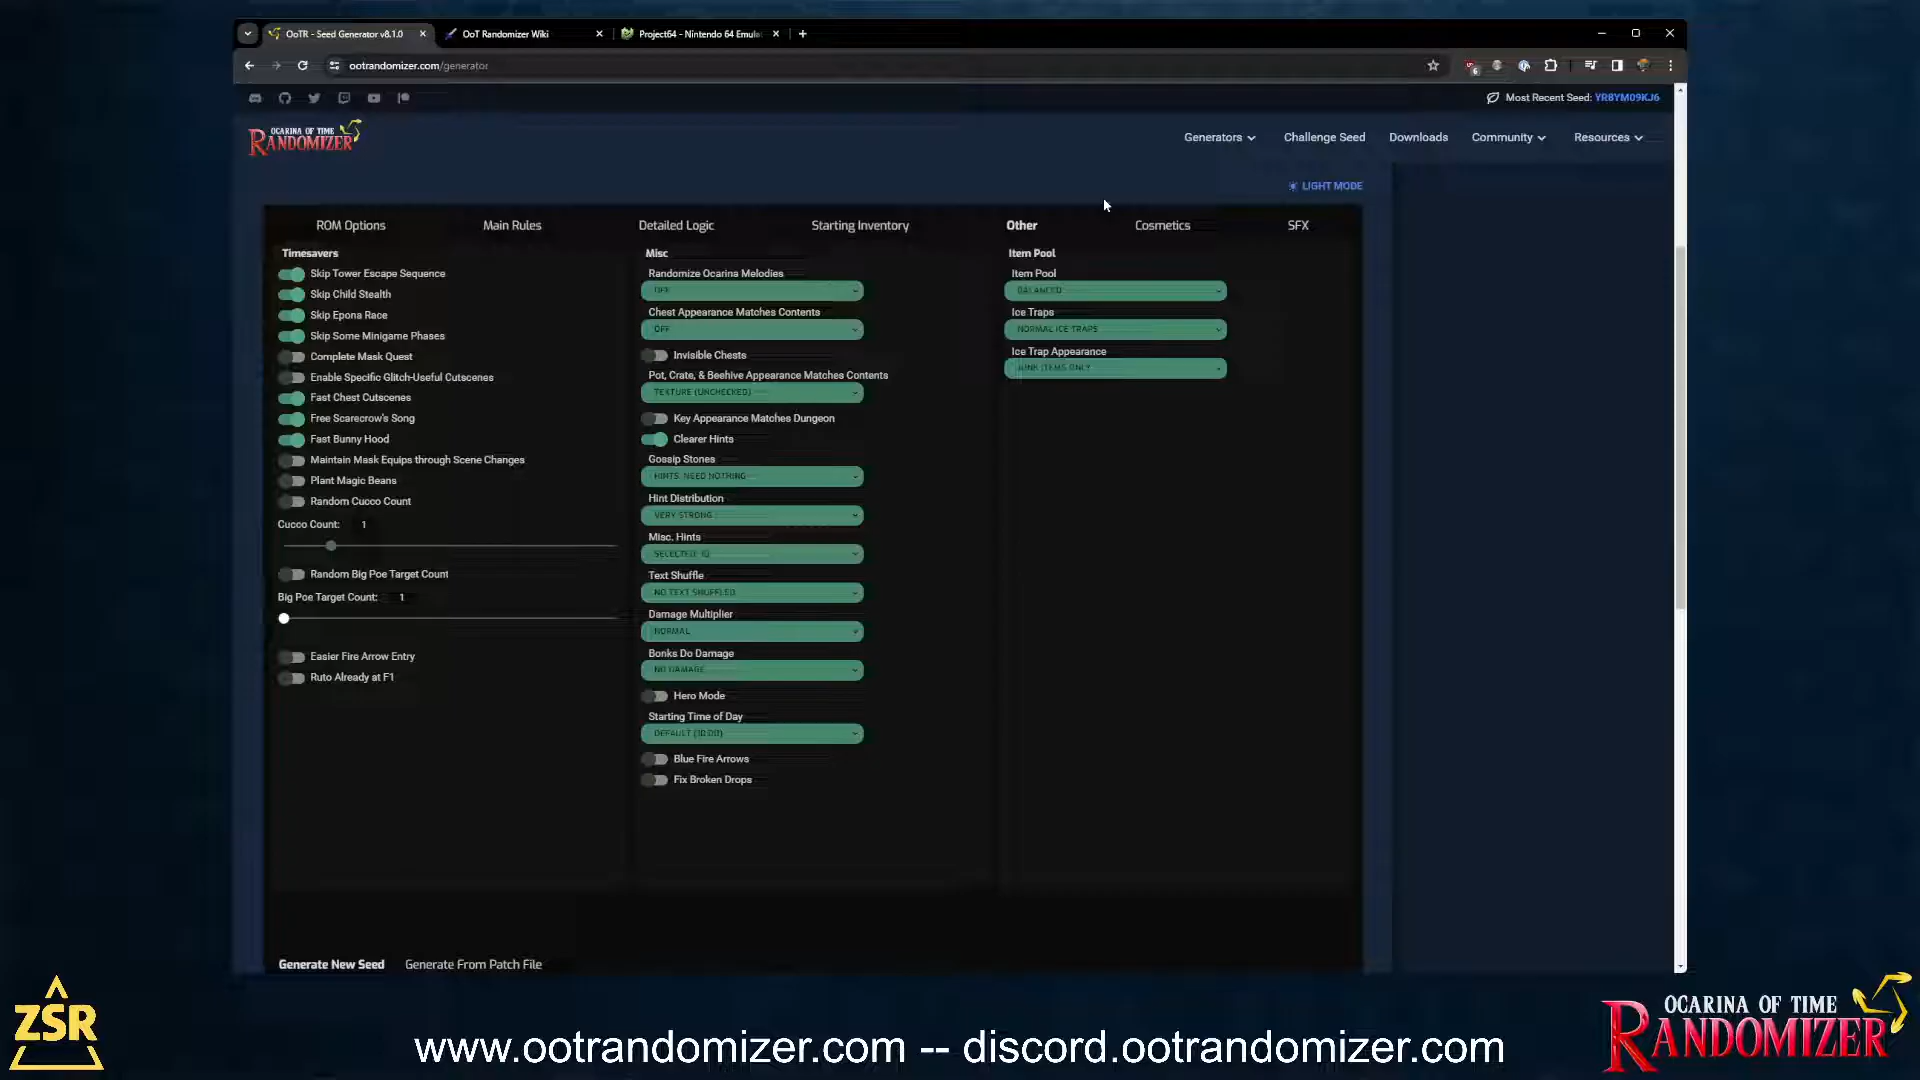 OoTR - Seed Generator v8.1.0
OoT Randomizer Wiki
Project64 - Nintendo 64 Emula
ootrandomizer.com/generator
6
Most Recent Seed: YRBYM09KJ6
OCARINA OF TIME
RANDOMIZER
Generators
Challenge Seed
Downloads
Community
Resources
LIGHT MODE
ROM Options
Main Rules
Detailed Logic
Starting Inventory
Other
Cosmetics
SFX
Timesavers
Skip Tower Escape Sequence
Skip Child Stealth
Skip Epona Race
Skip Some Minigame Phases
Complete Mask Quest
Enable Specific Glitch-Useful Cutscenes
Fast Chest Cutscenes
Free Scarecrow's Song
Fast Bunny Hood
Maintain Mask Equips through Scene Changes
Plant Magic Beans
Random Cucco Count
Cucco Count: 1
Random Big Poe Target Count
Big Poe Target Count: 1
Easier Fire Arrow Entry
Ruto Already at F1
Misc
Randomize Ocarina Melodies
OFF
Chest Appearance Matches Contents
OFF
Invisible Chests
Pot, Crate, & Beehive Appearance Matches Contents
TEXTURE (UNCHECKED)
Key Appearance Matches Dungeon
Clearer Hints
Gossip Stones
HINTS; NEED NOTHING
Hint Distribution
VERY STRONG
Misc. Hints
SELECTED
Text Shuffle
NO TEXT SHUFFLED
Damage Multiplier
NORMAL
Bonks Do Damage
NO DAMAGE
Hero Mode
Starting Time of Day
DEFAULT (10:00)
Blue Fire Arrows
Fix Broken Drops
Item Pool
Item Pool
BALANCED
Ice Traps
NORMAL ICE TRAPS
Ice Trap Appearance
JUNK ITEMS ONLY
Generate New Seed
Generate From Patch File
ZSR
www.ootrandomizer.com -- discord.ootrandomizer.com
OCARINA OF TIME
RANDOMIZER